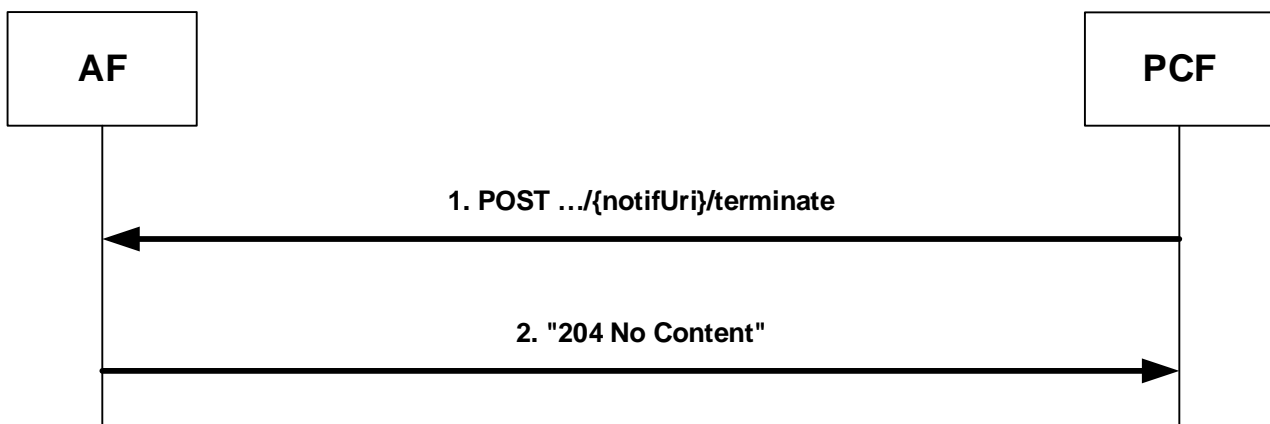 AF
PCF
1. POST …/{notifUri}/terminate
2. "204 No Content"